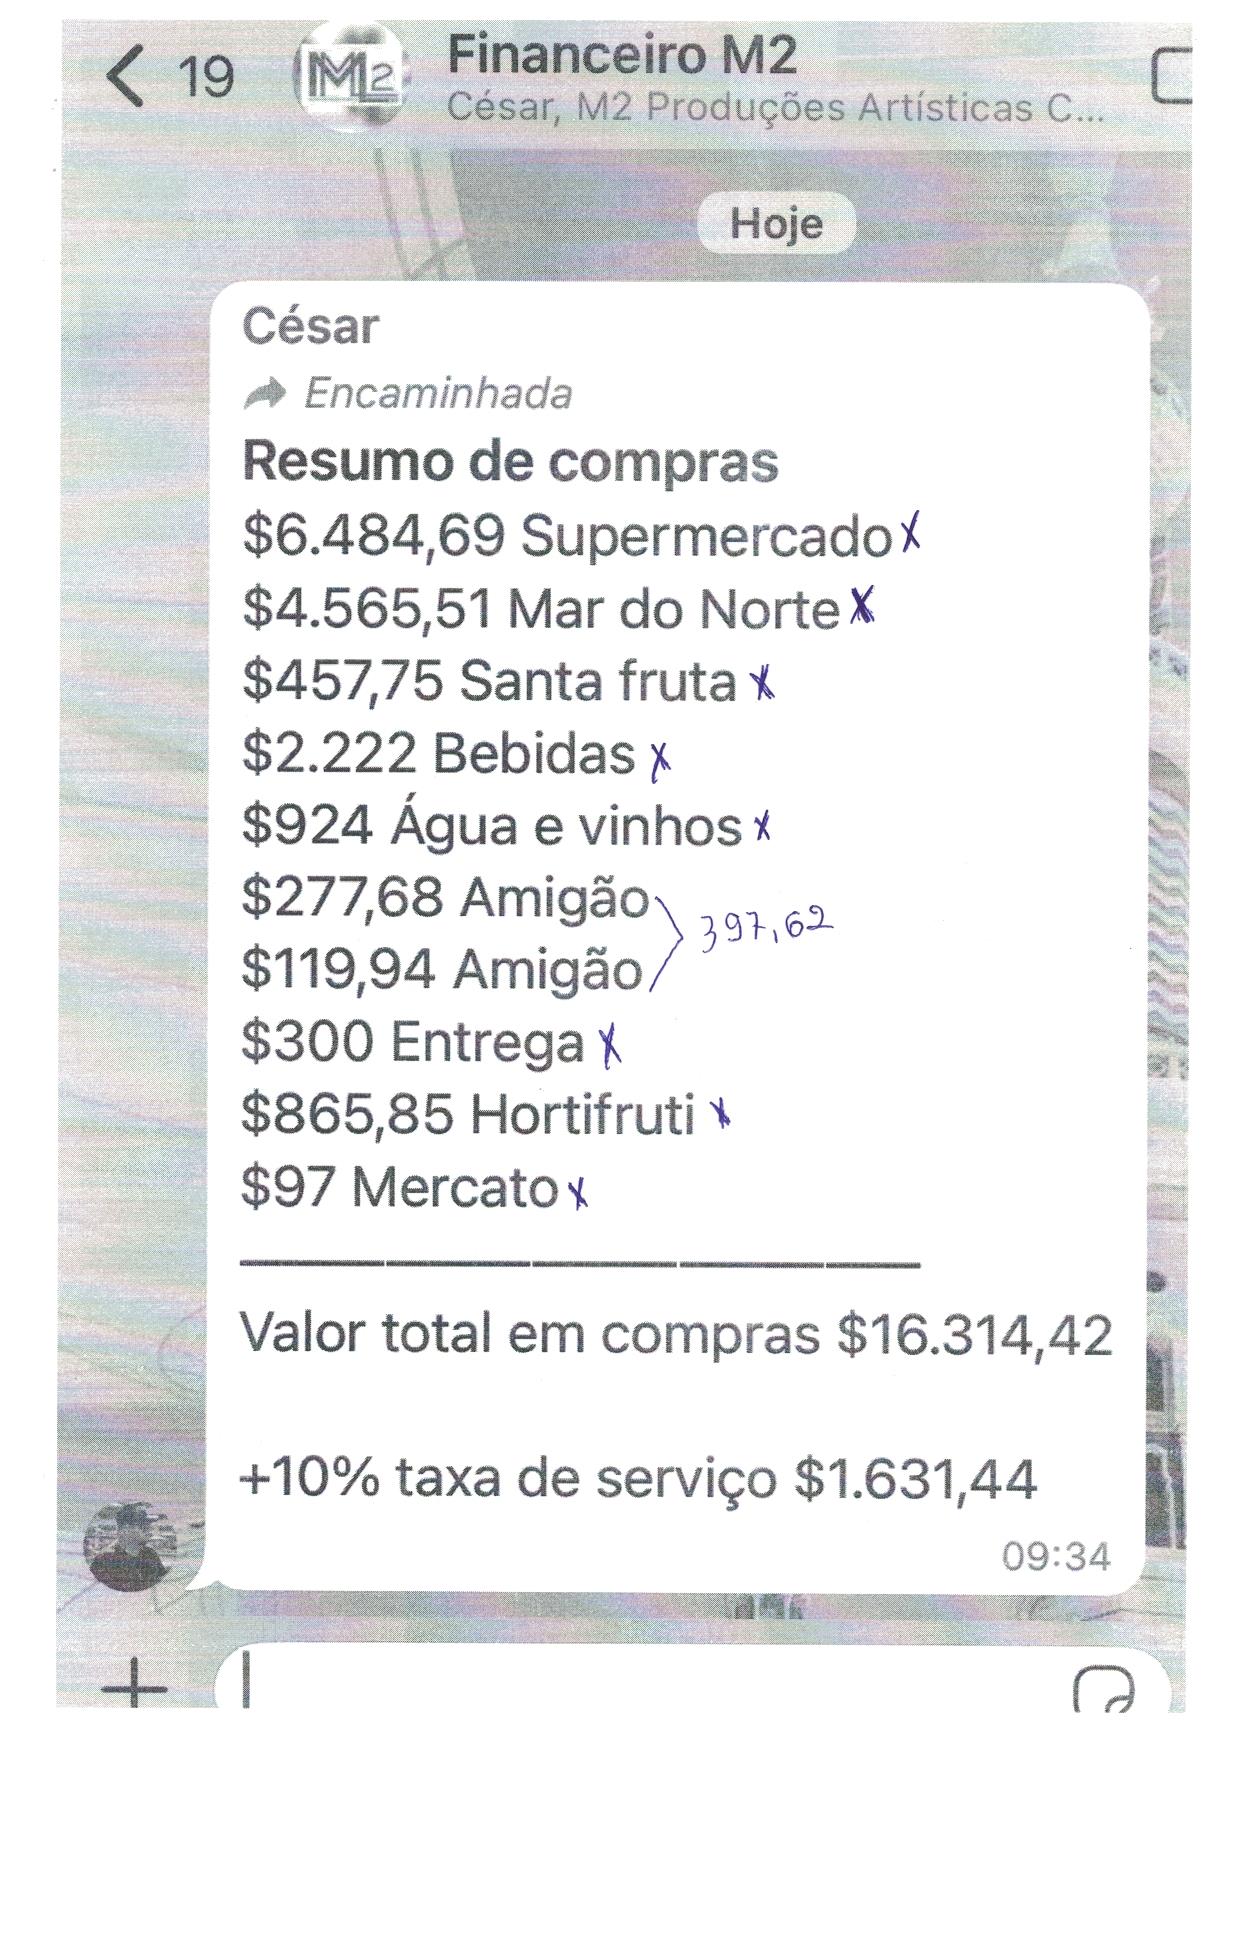 19
M2
Financeiro M2
César, M2 Produções Artísticas C...
Hoje
César
Encaminhada
Resumo de compras
$6.484,69 Supermercado x
$4.565,51 Mar do Norte x
$457,75 Santa fruta x
$2.222 Bebidas x
$924 Água e vinhos x
$277,68 Amigão
397,62
$119,94 Amigão
$300 Entrega x
$865,85 Hortifruti x
$97 Mercato x
Valor total em compras $16.314,42
+10% taxa de serviço $1.631,44
09:34